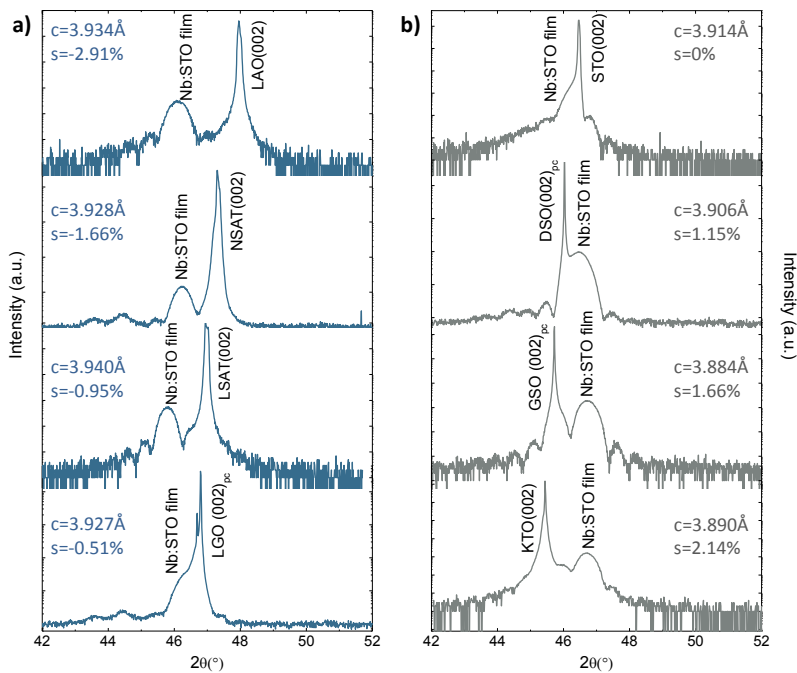 a)
c=3.934Å
s=-2.91%
Nb:STO film
LAO(002)
c=3.928Å
s=-1.66%
Nb:STO film
NSAT(002)
c=3.940Å
s=-0.95%
Nb:STO film
LSAT(002)
c=3.927Å
s=-0.51%
Nb:STO film
LGO (002)pc
Intensity (a.u.)
42 44 46 48 50 52
2θ(°)
b)
Nb:STO film
STO(002)
c=3.914Å
s=0%
DSO(002)pc
Nb:STO film
c=3.906Å
s=1.15%
GSO (002)pc
Nb:STO film
c=3.884Å
s=1.66%
KTO(002)
Nb:STO film
c=3.890Å
s=2.14%
Intensity (a.u.)
42 44 46 48 50 52
2θ(°)